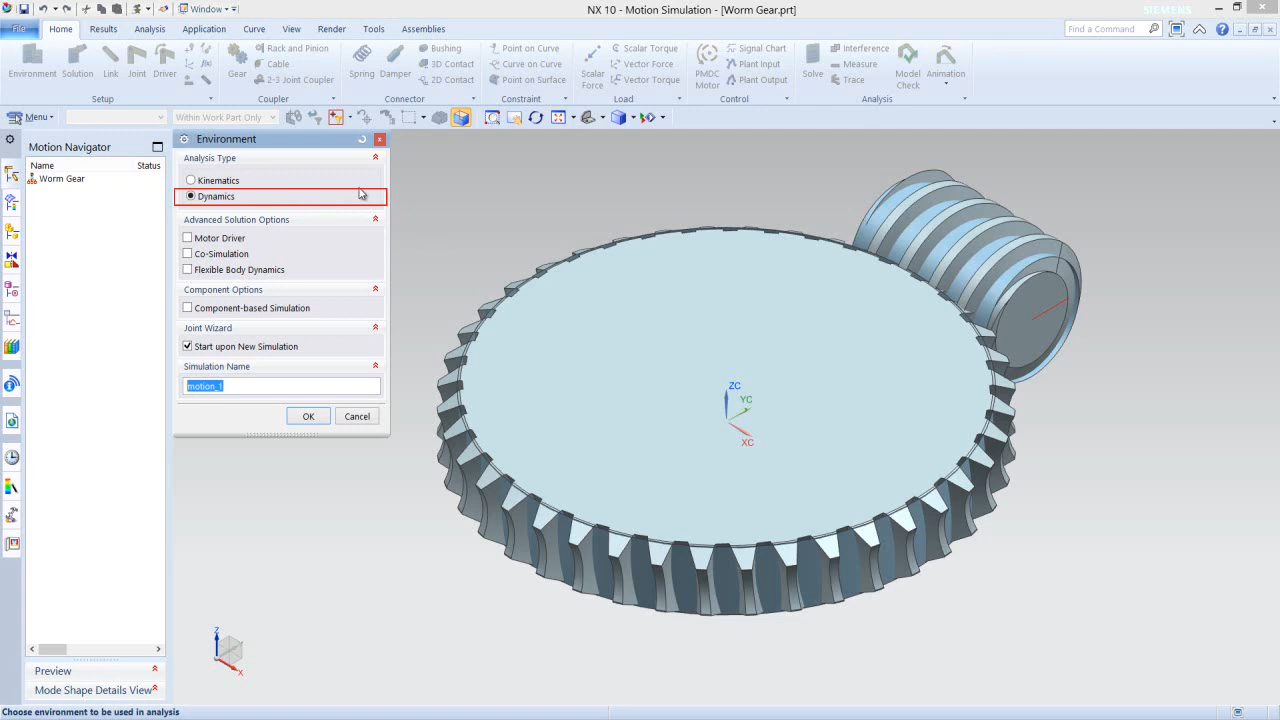 NX 10 - Motion Simulation - [Worm Gear.prt]
SIEMENS
Window
File Home Results Analysis Application Curve View Render Tools Assemblies
Find a Command
Environment Solution Link Joint Driver
Gear
Rack and Pinion
Cable
2-3 Joint Coupler
Spring Damper
Bushing
3D Contact
2D Contact
Point on Curve
Curve on Curve
Point on Surface
Scalar Force
Scalar Torque
Vector Force
Vector Torque
PMDC Motor
Signal Chart
Plant Input
Plant Output
Solve
Interference
Measure
Trace
Model Check
Animation
Setup Coupler Connector Constraint Load Control Analysis
Menu
Within Work Part Only
Motion Navigator
Name Status
Worm Gear
Environment
Analysis Type
Kinematics
Dynamics
Advanced Solution Options
Motor Driver
Co-Simulation
Flexible Body Dynamics
Component Options
Component-based Simulation
Joint Wizard
Start upon New Simulation
Simulation Name
motion_1
OK Cancel
ZC
YC
XC
Z
X
Preview
Mode Shape Details View
Choose environment to be used in analysis